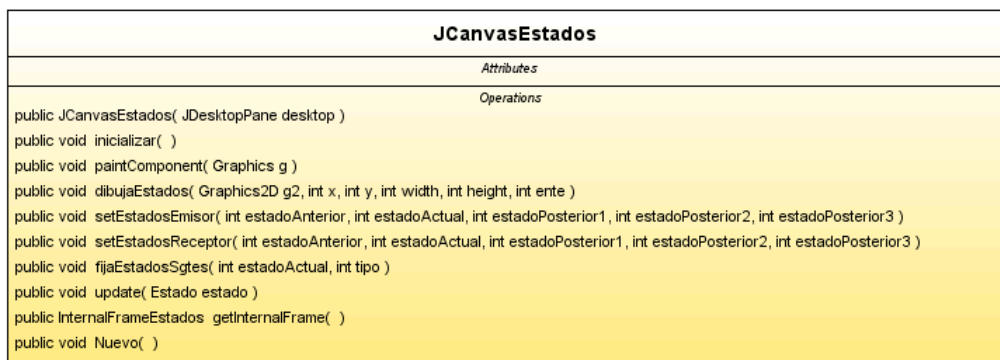 JCanvasEstados
Attributes
Operations
public JCanvasEstados( JDesktopPane desktop )
public void inicializar( )
public void paintComponent( Graphics g )
public void dibujaEstados( Graphics2D g2, int x, int y, int width, int height, int ente )
public void setEstadosEmisor( int estadoAnterior, int estadoActual, int estadoPosterior1, int estadoPosterior2, int estadoPosterior3 )
public void setEstadosReceptor( int estadoAnterior, int estadoActual, int estadoPosterior1, int estadoPosterior2, int estadoPosterior3 )
public void fijaEstadosSgtes( int estadoActual, int tipo )
public void update( Estado estado )
public InternalFrameEstados getInternalFrame( )
public void Nuevo( )